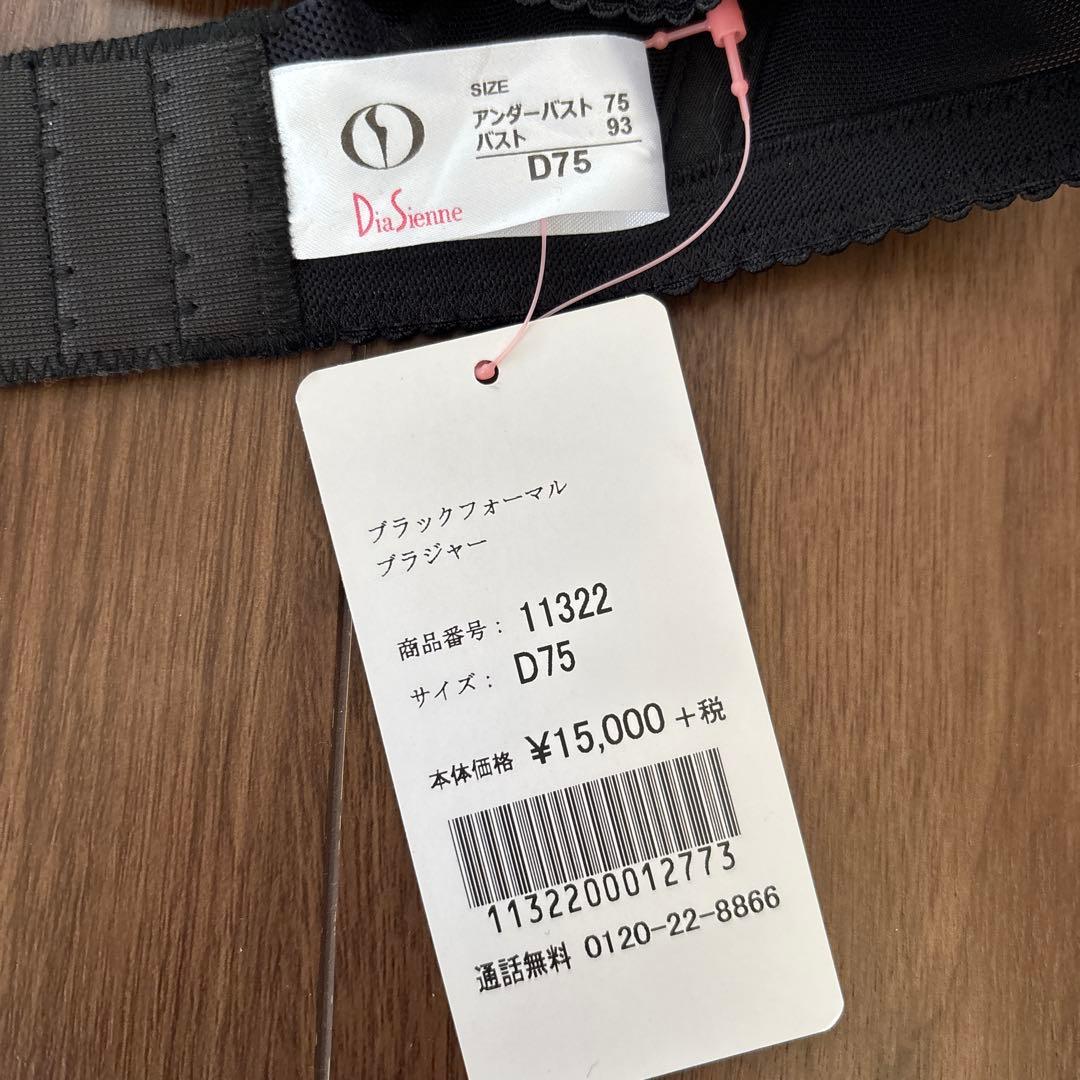 SIZE
アンダーバスト 75
バスト 93
D75
DiaSienne
ブラックフォーマル
ブラジャー
商品番号： 11322
サイズ： D75
本体価格 ¥15,000＋税
1132200012773
通話無料 0120-22-8866